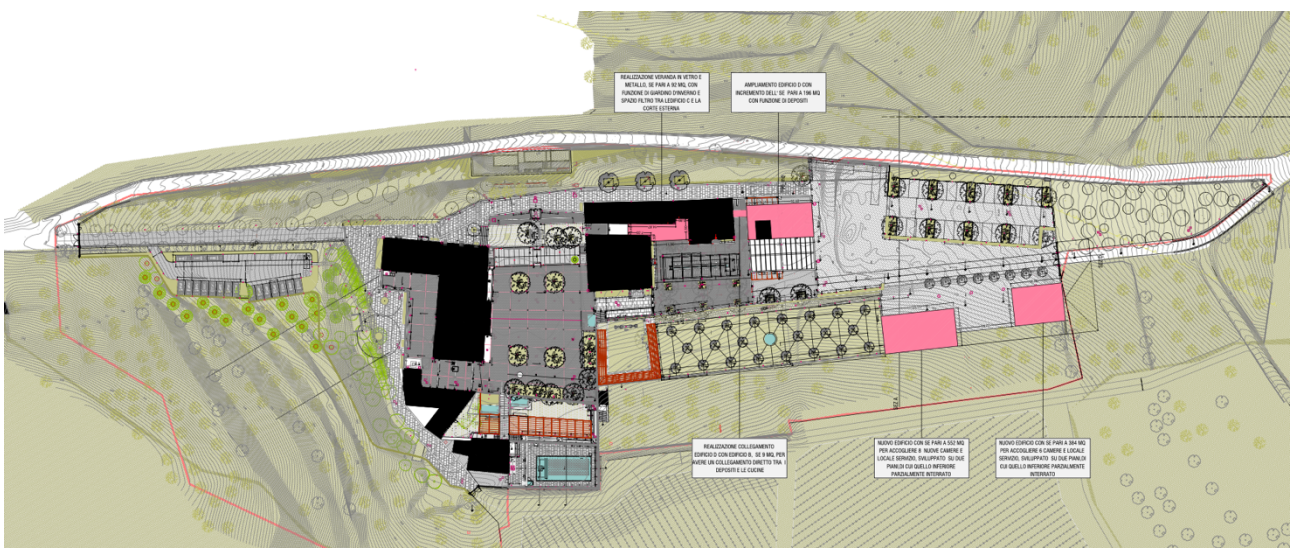 REALIZZAZIONE VERANDA IN VETRO E
METALLO, SE PARI A 92 MQ, CON
FUNZIONE DI GIARDINO D'INVERNO E
SPAZIO FILTRO TRA LEDIFICIO C E LA
CORTE ESTERNA
AMPLIAMENTO EDIFICIO D CON
INCREMENTO DELL' SE PARI A 196 MQ
CON FUNZIONE DI DEPOSITI
REALIZZAZIONE COLLEGAMENTO
EDIFICIO D CON EDIFICIO B, SE 9 MQ, PER
AVERE UN COLLEGAMENTO DIRETTO TRA I
DEPOSITI E LE CUCINE
NUOVO EDIFICIO CON SE PARI A 552 MQ
PER ACCOGLIERE 8 NUOVE CAMERE E
LOCALE SERVIZIO, SVILUPPATO SU DUE
PIANI,DI CUI QUELLO INFERIORE
PARZIALMENTE INTERRATO
NUOVO EDIFICIO CON SE PARI A 384 MQ
PER ACCOGLIERE 6 CAMERE E LOCALE
SERVIZIO, SVILUPPATO SU DUE PIANI,DI
CUI QUELLO INFERIORE PARZIALMENTE
INTERRATO